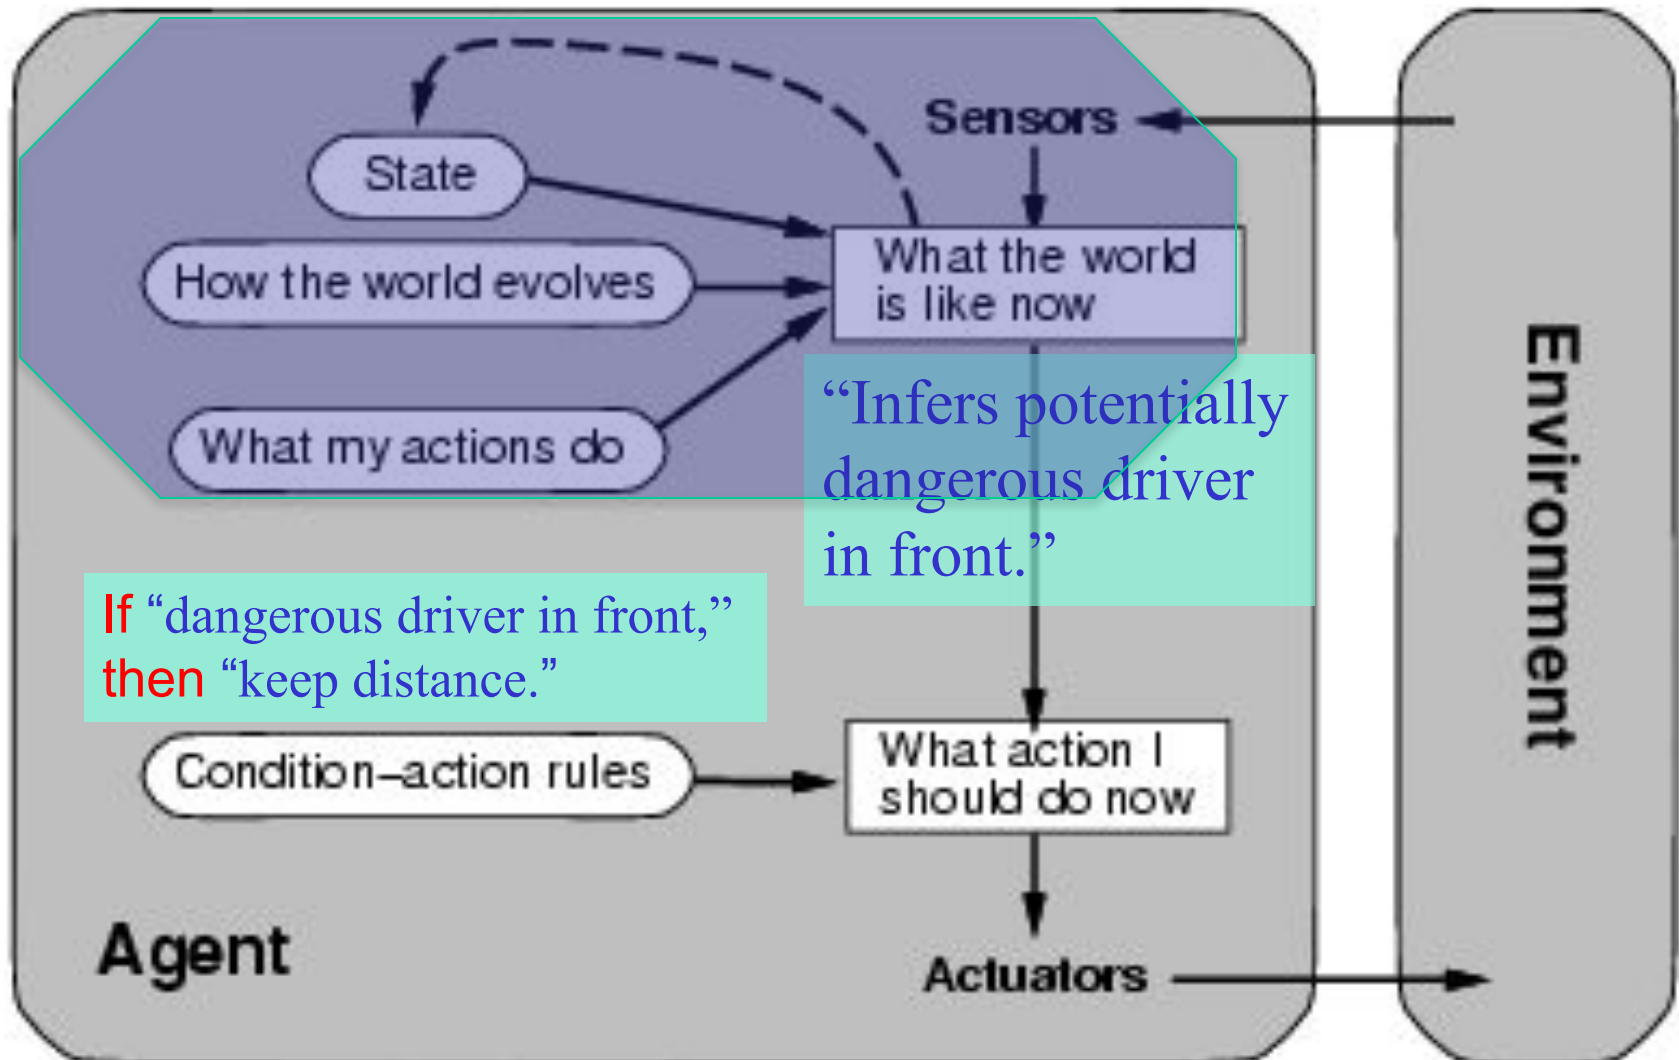 Sensors
State
What the world
is like now
How the world evolves
What my actions do
“Infers potentially
dangerous driver
in front.”
If “dangerous driver in front,”
then “keep distance.”
Condition–action rules
What action I
should do now
Agent
Actuators
Environment